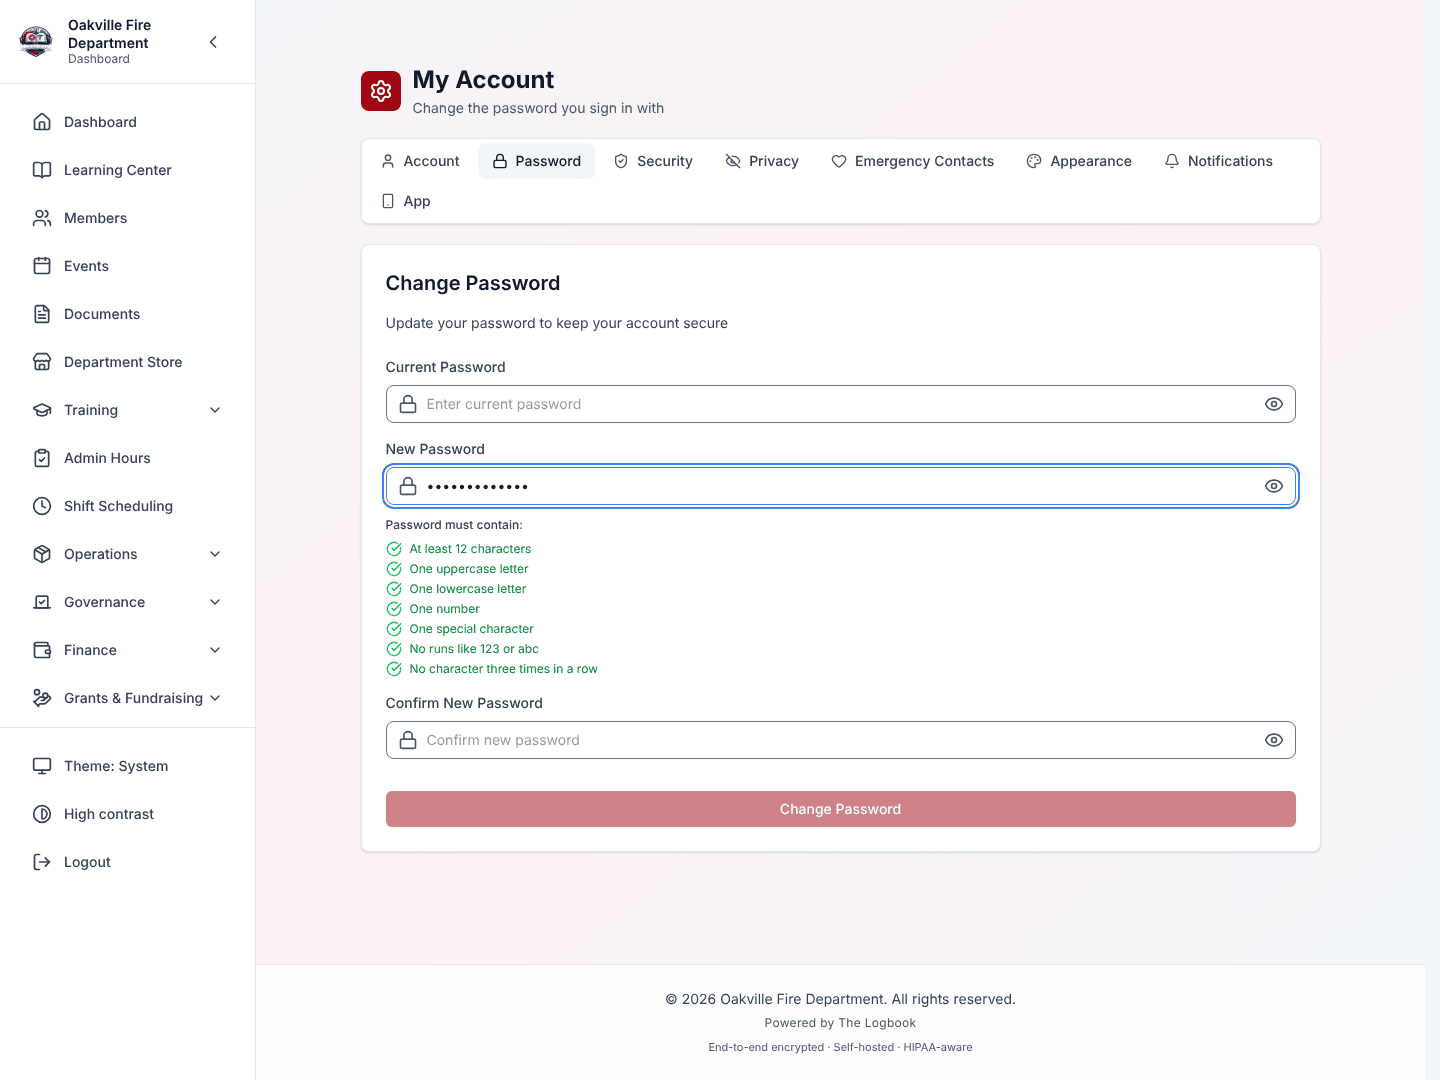 Oakville Fire
Department
Dashboard
Dashboard
Learning Center
Members
Events
Documents
Department Store
Training
Admin Hours
Shift Scheduling
Operations
Governance
Finance
Grants & Fundraising
Theme: System
High contrast
Logout
My Account
Change the password you sign in with
Account
Password
Security
Privacy
Emergency Contacts
Appearance
Notifications
App
Change Password
Update your password to keep your account secure
Current Password
Enter current password
New Password
•••••••••••••
Password must contain:
At least 12 characters
One uppercase letter
One lowercase letter
One number
One special character
No runs like 123 or abc
No character three times in a row
Confirm New Password
Confirm new password
Change Password
© 2026 Oakville Fire Department. All rights reserved.
Powered by The Logbook
End-to-end encrypted · Self-hosted · HIPAA-aware